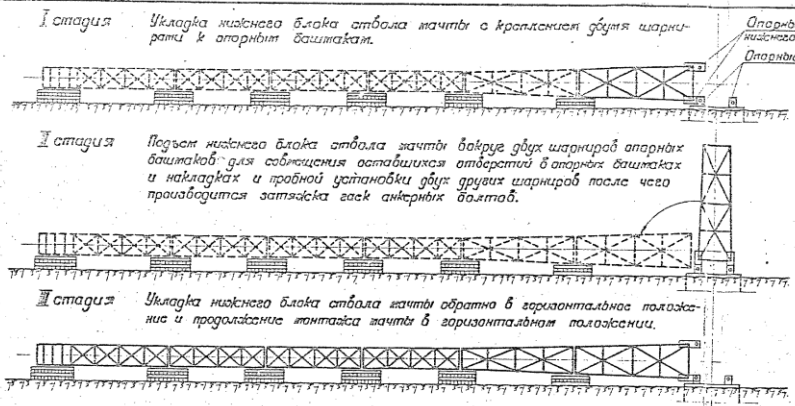 I стадия Укладка нижнего блока ствола мачты с креплением двумя шарни-
рами к опорным башмакам.
Опорны
нижнего
Опорный
II стадия Подъем нижнего блока ствола мачты вокруг двух шарниров опорных
башмаков для совмещения оставшихся отверстий в опорных башмаках
и накладках и пробной установки двух других шарниров после чего
производится затяжка гаек анкерных болтов.
III стадия Укладка нижнего блока ствола мачты обратно в горизонтальное положе-
ние и продолжение монтажа мачты в горизонтальном положении.